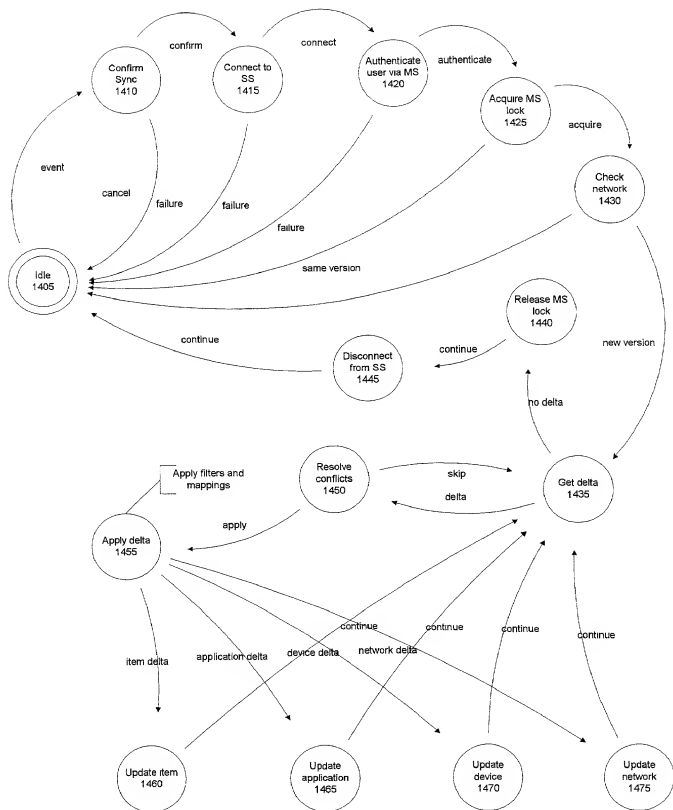 confirm
connect
Confirm
Sync
1410
Connect to
SS
1415
Authenticate
user via MS
1420
authenticate
Acquire MS
lock
1425
acquire
Check
network
1430
event
cancel
failure
failure
failure
same version
Idle
1405
Release MS
lock
1440
new version
continue
continue
Disconnect
from SS
1445
no delta
Apply filters and
mappings
Resolve
conflicts
1450
skip
delta
Get delta
1435
apply
Apply delta
1455
item delta
application delta
device delta
continue
network delta
continue
continue
continue
Update item
1460
Update
application
1465
Update
device
1470
Update
network
1475